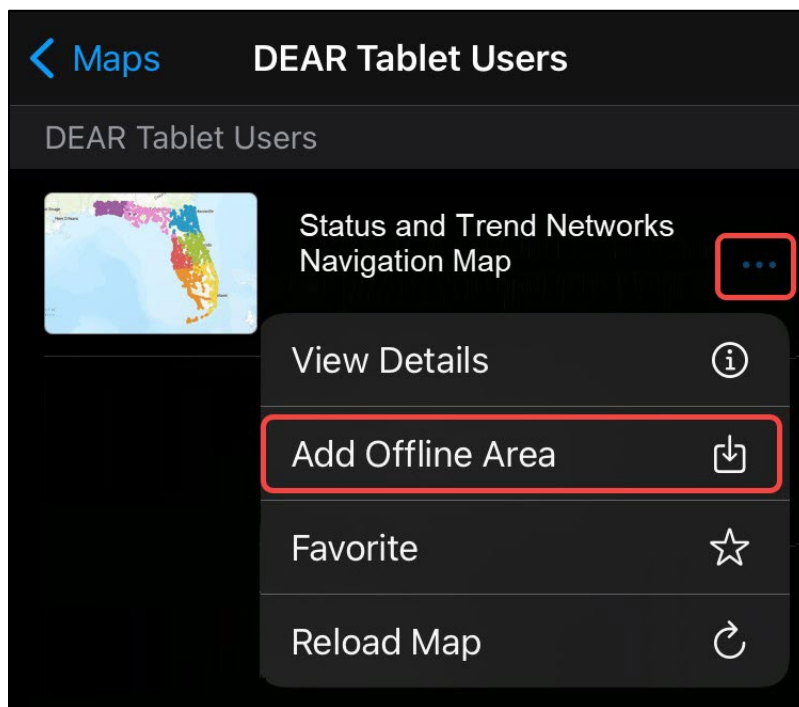 Maps
DEAR Tablet Users
DEAR Tablet Users
Status and Trend Networks
Navigation Map
View Details
Add Offline Area
Favorite
Reload Map